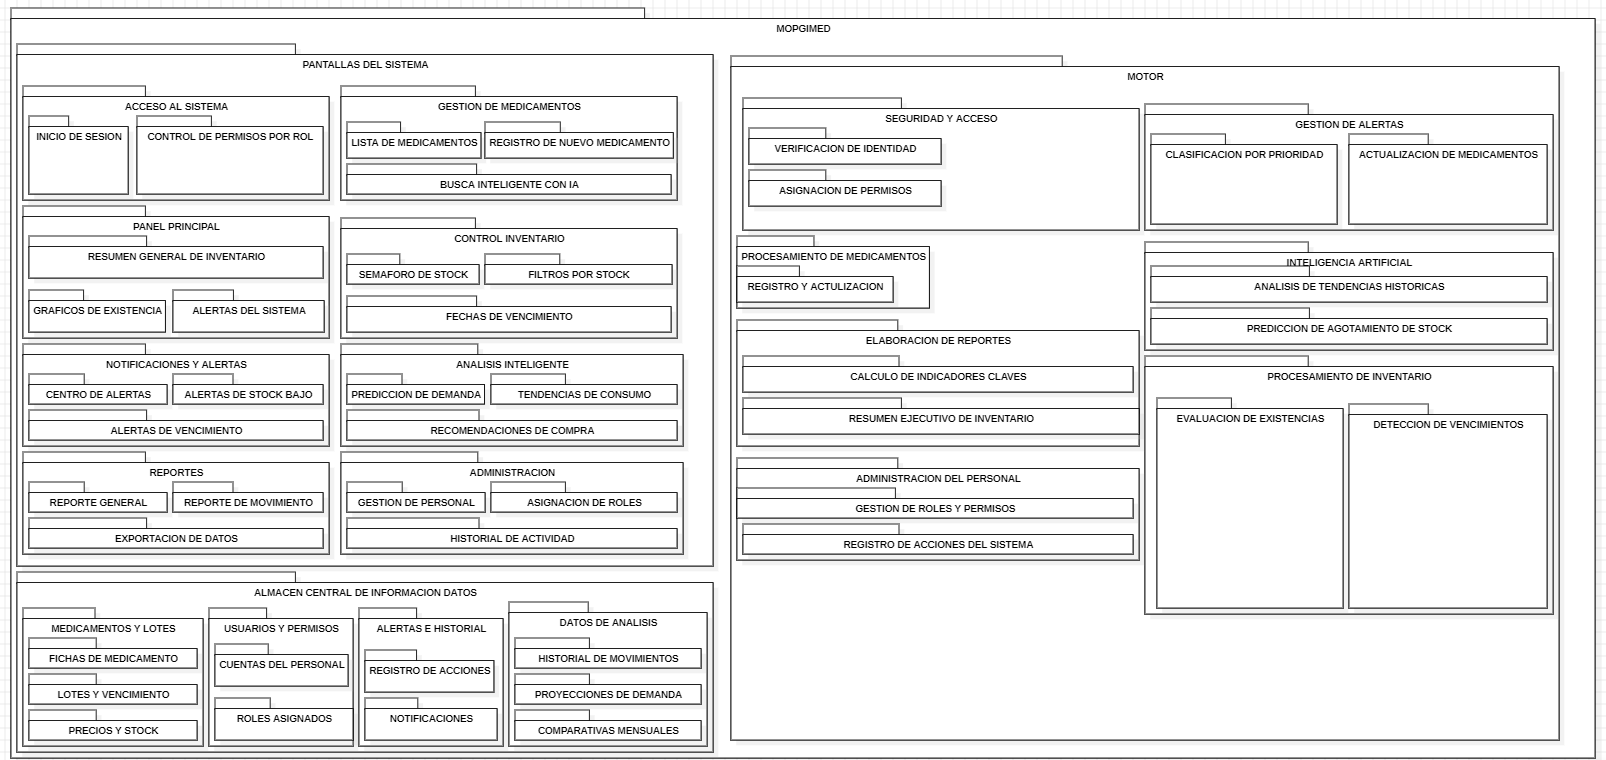 MOPGIMED
PANTALLAS DEL SISTEMA
ACCESO AL SISTEMA
INICIO DE SESION
CONTROL DE PERMISOS POR ROL
GESTION DE MEDICAMENTOS
LISTA DE MEDICAMENTOS
REGISTRO DE NUEVO MEDICAMENTO
BUSCA INTELIGENTE CON IA
PANEL PRINCIPAL
RESUMEN GENERAL DE INVENTARIO
GRAFICOS DE EXISTENCIA
ALERTAS DEL SISTEMA
CONTROL INVENTARIO
SEMAFORO DE STOCK
FILTROS POR STOCK
FECHAS DE VENCIMIENTO
NOTIFICACIONES Y ALERTAS
CENTRO DE ALERTAS
ALERTAS DE STOCK BAJO
ALERTAS DE VENCIMIENTO
ANALISIS INTELIGENTE
PREDICCION DE DEMANDA
TENDENCIAS DE CONSUMO
RECOMENDACIONES DE COMPRA
REPORTES
REPORTE GENERAL
REPORTE DE MOVIMIENTO
EXPORTACION DE DATOS
ADMINISTRACION
GESTION DE PERSONAL
ASIGNACION DE ROLES
HISTORIAL DE ACTIVIDAD
ALMACEN CENTRAL DE INFORMACION DATOS
MEDICAMENTOS Y LOTES
FICHAS DE MEDICAMENTO
LOTES Y VENCIMIENTO
PRECIOS Y STOCK
USUARIOS Y PERMISOS
CUENTAS DEL PERSONAL
ROLES ASIGNADOS
ALERTAS E HISTORIAL
REGISTRO DE ACCIONES
NOTIFICACIONES
DATOS DE ANALISIS
HISTORIAL DE MOVIMIENTOS
PROYECCIONES DE DEMANDA
COMPARATIVAS MENSUALES
MOTOR
SEGURIDAD Y ACCESO
VERIFICACION DE IDENTIDAD
ASIGNACION DE PERMISOS
GESTION DE ALERTAS
CLASIFICACION POR PRIORIDAD
ACTUALIZACION DE MEDICAMENTOS
PROCESAMIENTO DE MEDICAMENTOS
REGISTRO Y ACTULIZACION
INTELIGENCIA ARTIFICIAL
ANALISIS DE TENDENCIAS HISTORICAS
PREDICCION DE AGOTAMIENTO DE STOCK
ELABORACION DE REPORTES
CALCULO DE INDICADORES CLAVES
RESUMEN EJECUTIVO DE INVENTARIO
PROCESAMIENTO DE INVENTARIO
EVALUACION DE EXISTENCIAS
DETECCION DE VENCIMIENTOS
ADMINISTRACION DEL PERSONAL
GESTION DE ROLES Y PERMISOS
REGISTRO DE ACCIONES DEL SISTEMA